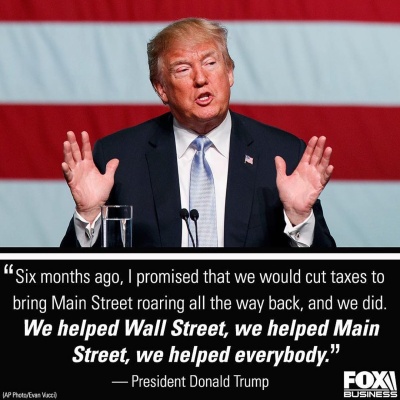 “Six months ago, I promised that we would cut taxes to
bring Main Street roaring all the way back, and we did.
We helped Wall Street, we helped Main
Street, we helped everybody.”
— President Donald Trump
(AP Photo/Evan Vucci)
FOX
BUSINESS